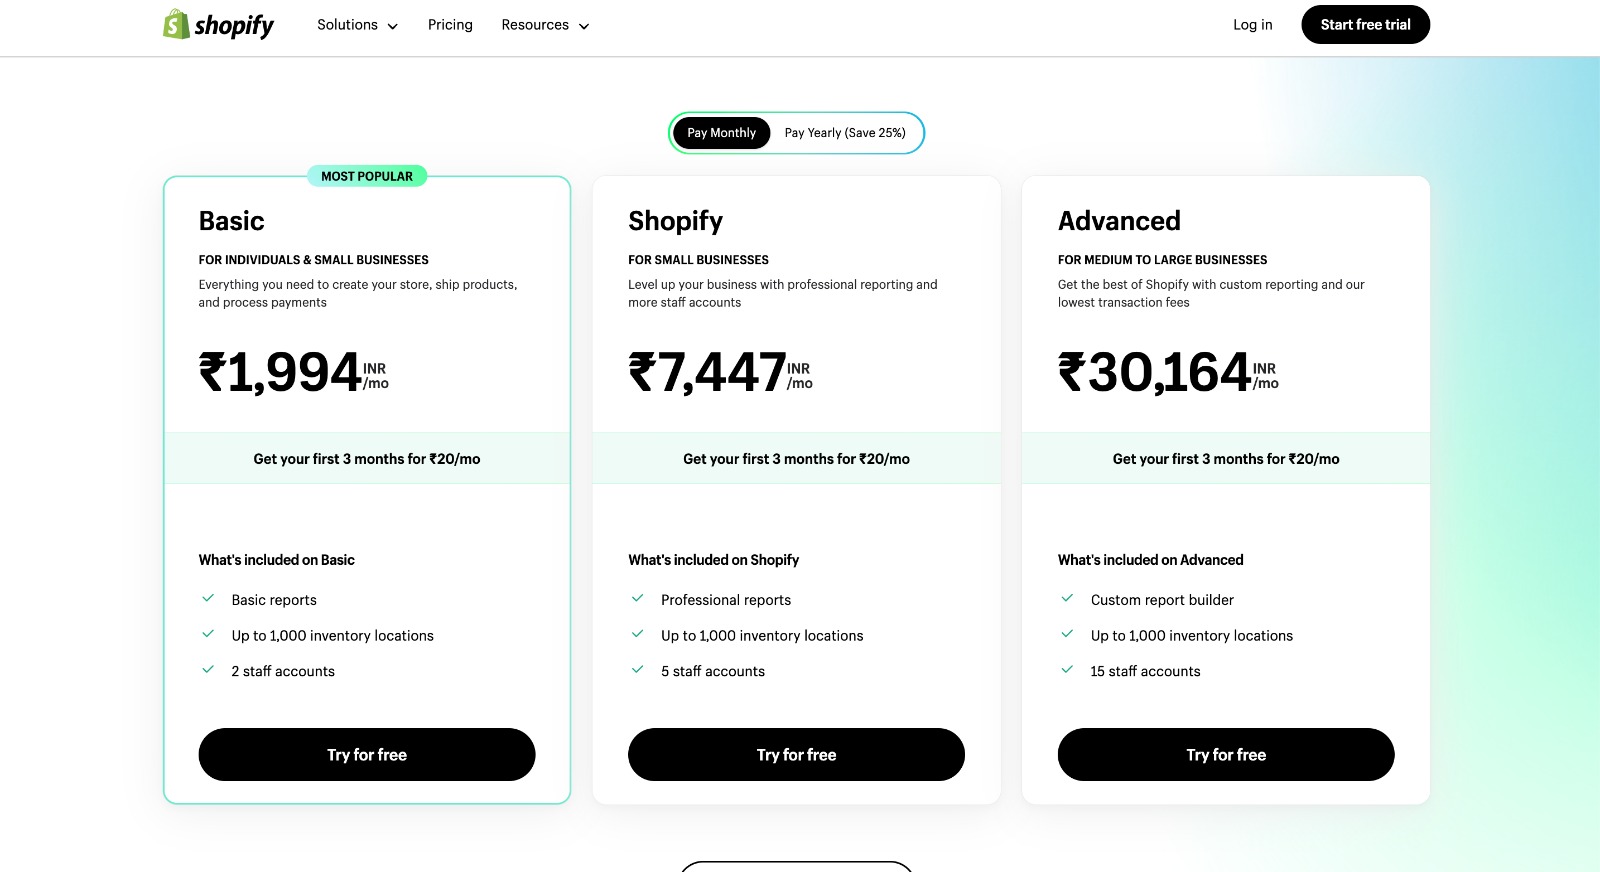 shopify
Solutions
Pricing
Resources
Log in
Start free trial
Pay Monthly
Pay Yearly (Save 25%)
MOST POPULAR
Basic
FOR INDIVIDUALS & SMALL BUSINESSES
Everything you need to create your store, ship products,
and process payments
₹1,994 INR
/mo
Get your first 3 months for ₹20/mo
What's included on Basic
Basic reports
Up to 1,000 inventory locations
2 staff accounts
Try for free
Shopify
FOR SMALL BUSINESSES
Level up your business with professional reporting and
more staff accounts
₹7,447 INR
/mo
Get your first 3 months for ₹20/mo
What's included on Shopify
Professional reports
Up to 1,000 inventory locations
5 staff accounts
Try for free
Advanced
FOR MEDIUM TO LARGE BUSINESSES
Get the best of Shopify with custom reporting and our
lowest transaction fees
₹30,164 INR
/mo
Get your first 3 months for ₹20/mo
What's included on Advanced
Custom report builder
Up to 1,000 inventory locations
15 staff accounts
Try for free